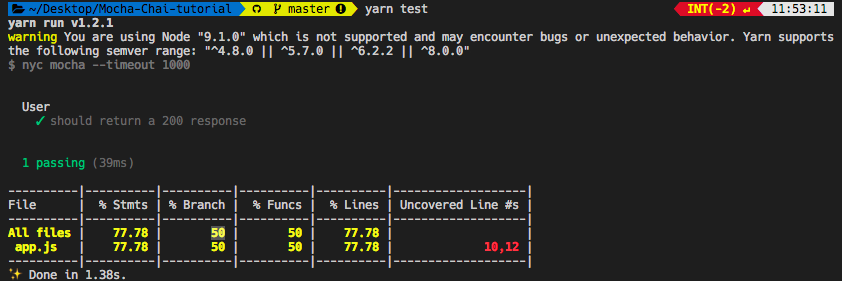 ~/Desktop/Mocha-Chai-tutorial master yarn test INT(-2) ↵ 11:53:11
yarn run v1.2.1
warning You are using Node "9.1.0" which is not supported and may encounter bugs or unexpected behavior. Yarn supports
the following semver range: "^4.8.0 || ^5.7.0 || ^6.2.2 || ^8.0.0"
$ nyc mocha --timeout 1000
User
✓ should return a 200 response
1 passing (39ms)
----------|----------|----------|----------|----------|------------------|
File      |  % Stmts | % Branch |  % Funcs |  % Lines | Uncovered Line #s |
----------|----------|----------|----------|----------|------------------|
All files |    77.78 |       50 |       50 |    77.78 |                  |
 app.js   |    77.78 |       50 |       50 |    77.78 |            10,12 |
----------|----------|----------|----------|----------|------------------|
✨ Done in 1.38s.